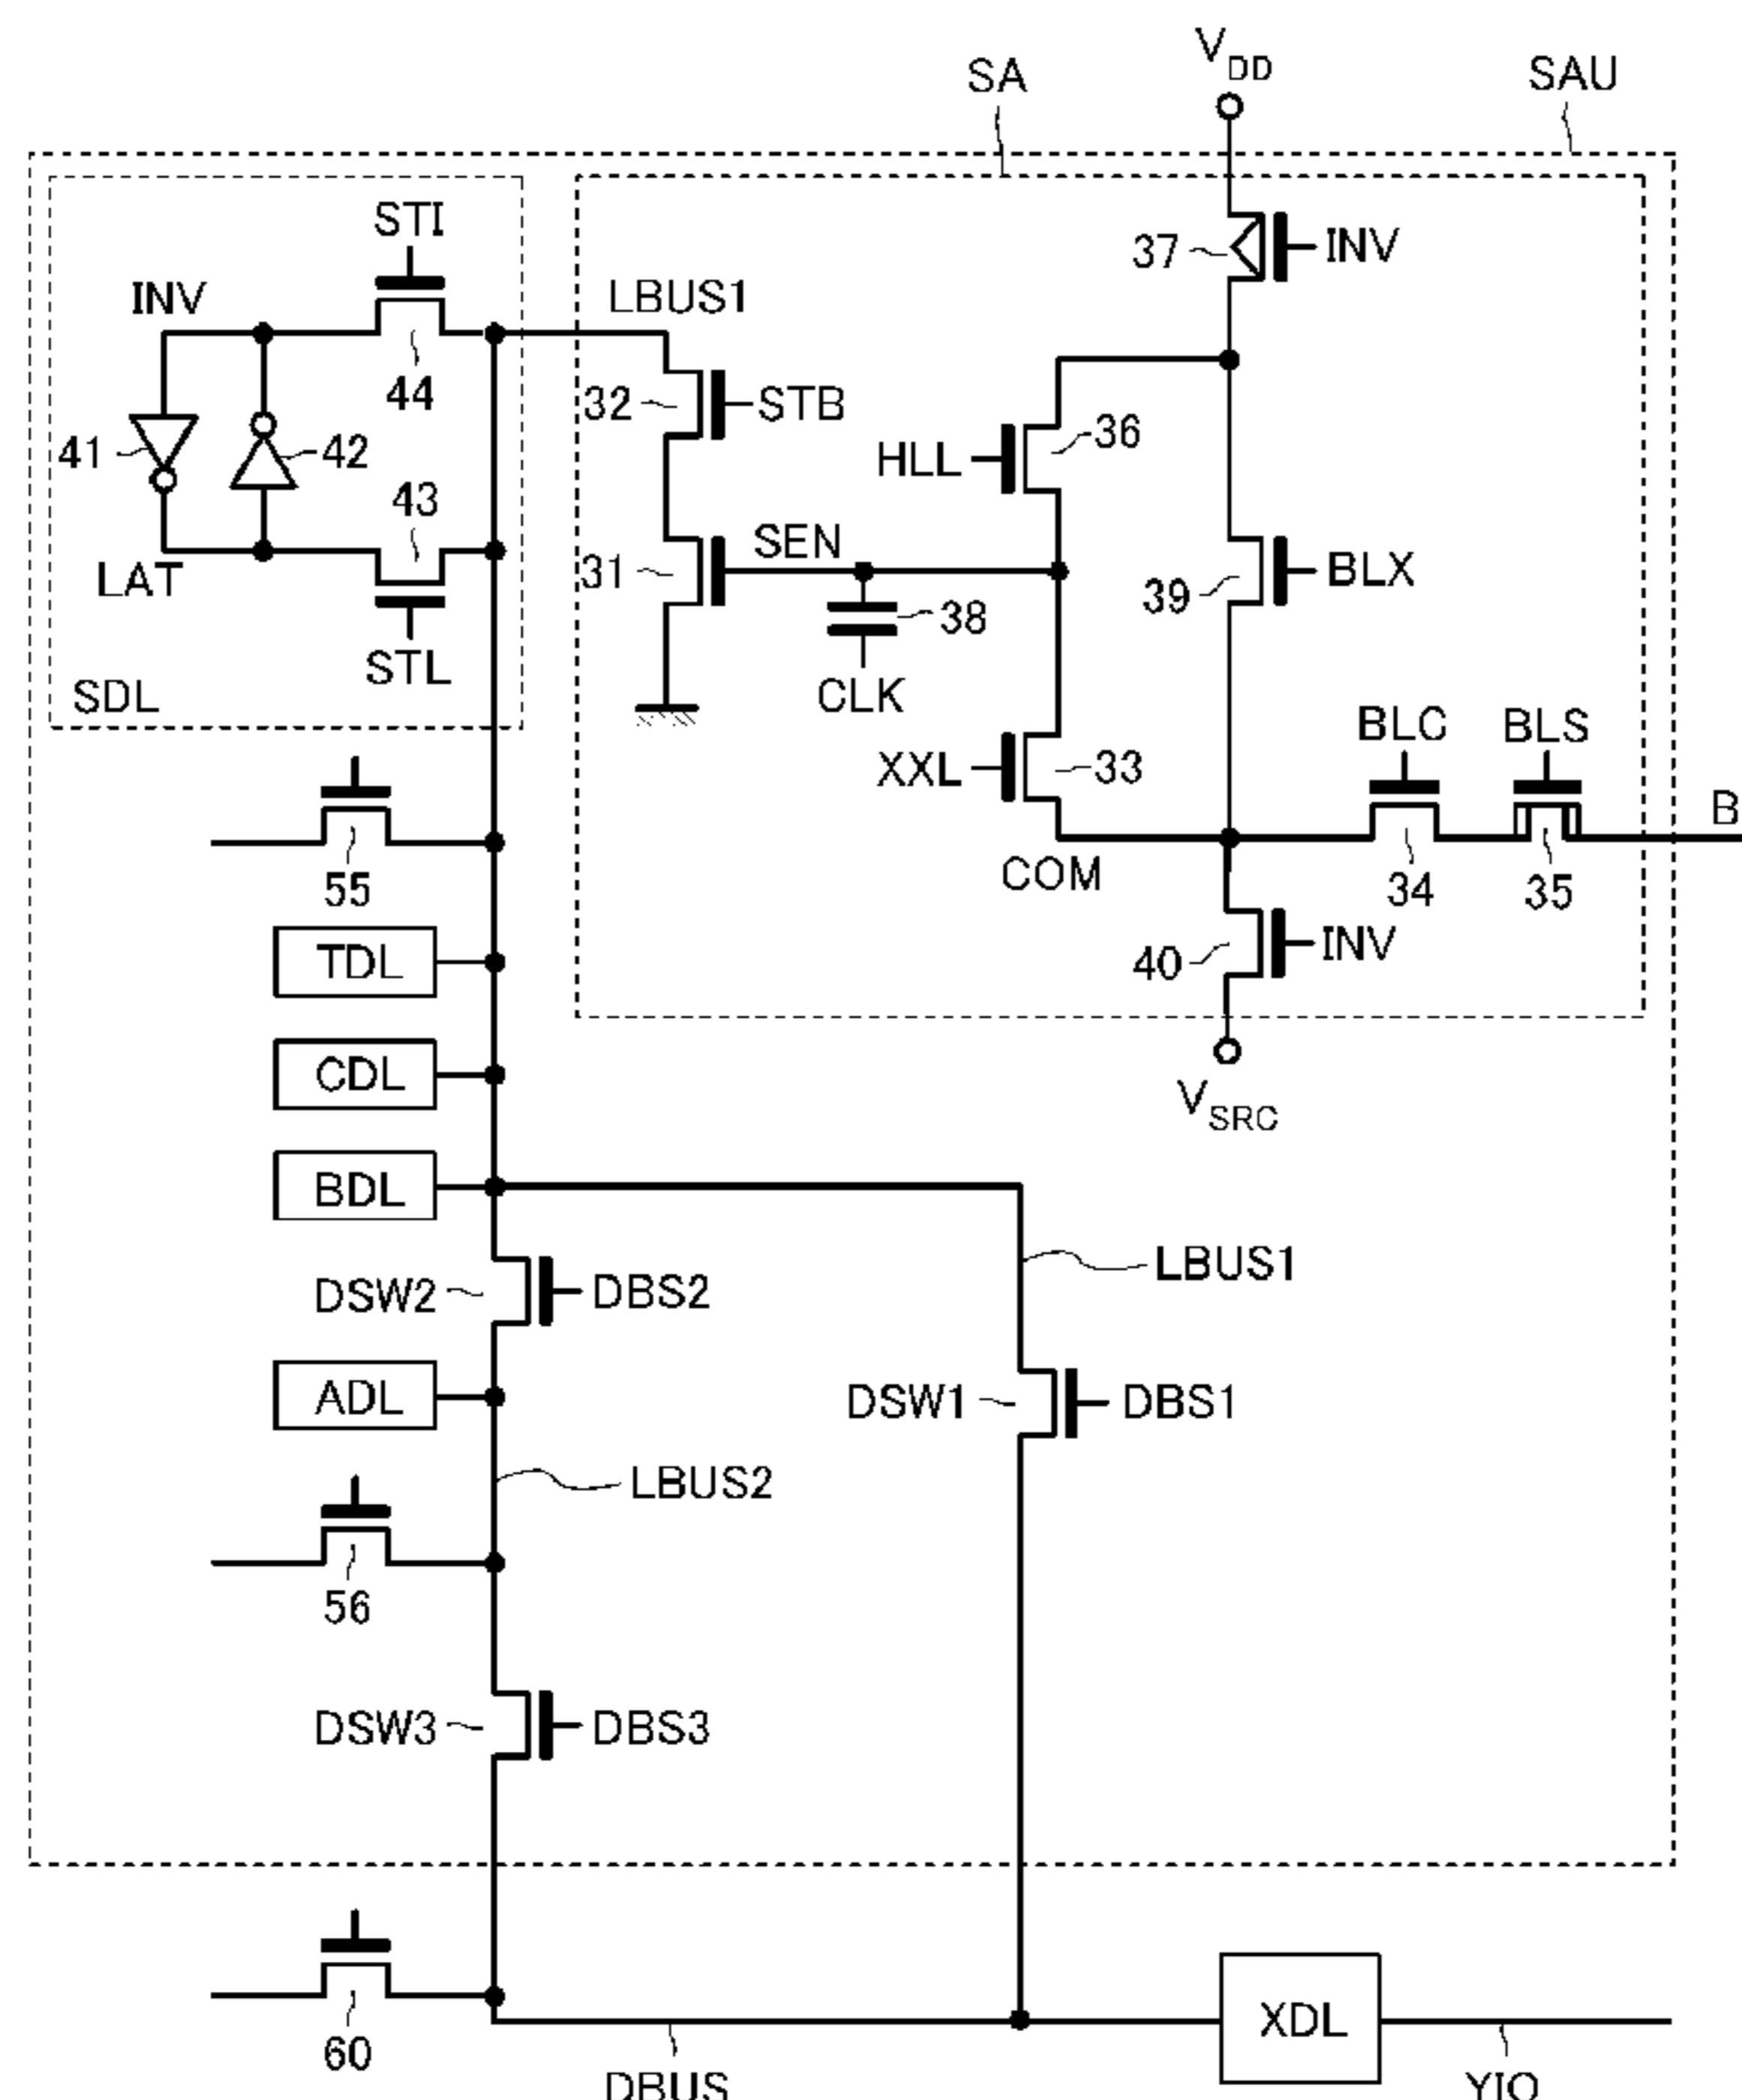 VDD
SA
SAU
STI
37
INV
INV
LBUS1
44
32
STB
36
41
42
HLL
43
SEN
31
39
BLX
LAT
38
STL
CLK
SDL
BLC
BLS
XXL
33
B
COM
34
35
55
40
INV
TDL
CDL
VSRC
BDL
LBUS1
DSW2
DBS2
ADL
DSW1
DBS1
LBUS2
56
DSW3
DBS3
XDL
60
DBUS
YIO